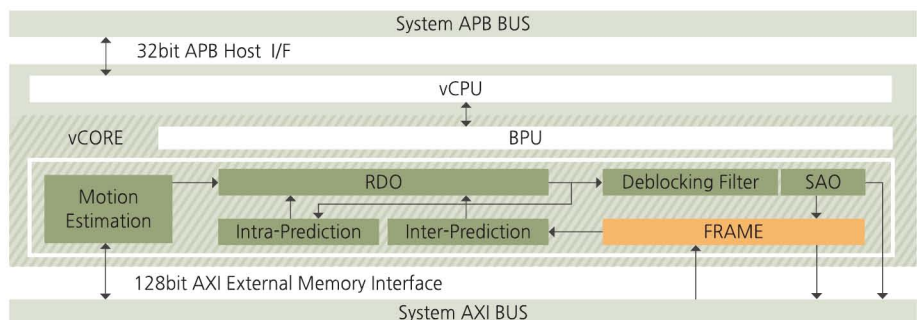 System APB BUS
32bit APB Host I/F
vCPU
vCORE
BPU
Motion
Estimation
RDO
Deblocking Filter
SAO
Intra-Prediction
Inter-Prediction
FRAME
128bit AXI External Memory Interface
System AXI BUS